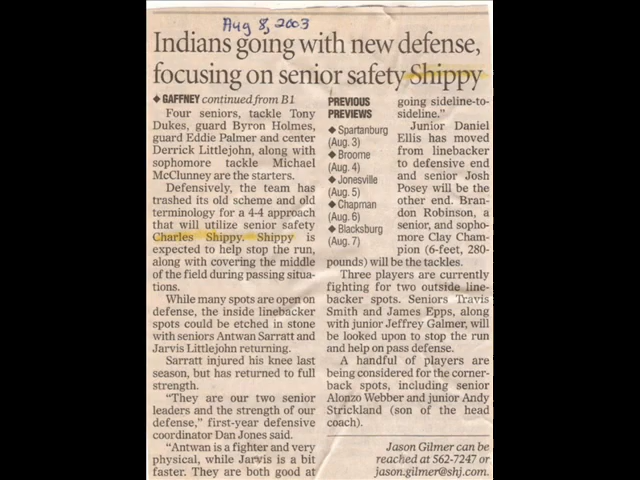 Aug 8, 2003
Indians going with new defense,
focusing on senior safety Shippy
◆ GAFFNEY continued from B1
Four seniors, tackle Tony
Dukes, guard Byron Holmes,
guard Eddie Palmer and center
Derrick Littlejohn, along with
sophomore tackle Michael
McClunney are the starters.
Defensively, the team has
trashed its old scheme and old
terminology for a 4-4 approach
that will utilize senior safety
Charles Shippy. Shippy is
expected to help stop the run,
along with covering the middle
of the field during passing situa-
tions.
While many spots are open on
defense, the inside linebacker
spots could be etched in stone
with seniors Antwan Sarratt and
Jarvis Littlejohn returning.
Sarratt injured his knee last
season, but has returned to full
strength.
"They are our two senior
leaders and the strength of our
defense," first-year defensive
coordinator Dan Jones said.
"Antwan is a fighter and very
physical, while Jarvis is a bit
faster. They are both good at
PREVIOUS
PREVIEWS
◆ Spartanburg
(Aug. 3)
◆ Broome
(Aug. 4)
◆ Jonesville
(Aug. 5)
◆ Chapman
(Aug. 6)
◆ Blacksburg
(Aug. 7)
going sideline-to-
sideline."
Junior Daniel
Ellis has moved
from linebacker
to defensive end
and senior Josh
Posey will be the
other end. Bran-
don Robinson, a
senior, and sopho-
more Clay Cham-
pion (6-feet, 280-
pounds) will be the tackles.
Three players are currently
fighting for two outside line-
backer spots. Seniors Travis
Smith and James Epps, along
with junior Jeffrey Galmer, will
be looked upon to stop the run
and help on pass defense.
A handful of players are
being considered for the corner-
back spots, including senior
Alonzo Webber and junior Andy
Strickland (son of the head
coach).
Jason Gilmer can be
reached at 562-7247 or
jason.gilmer@shj.com.